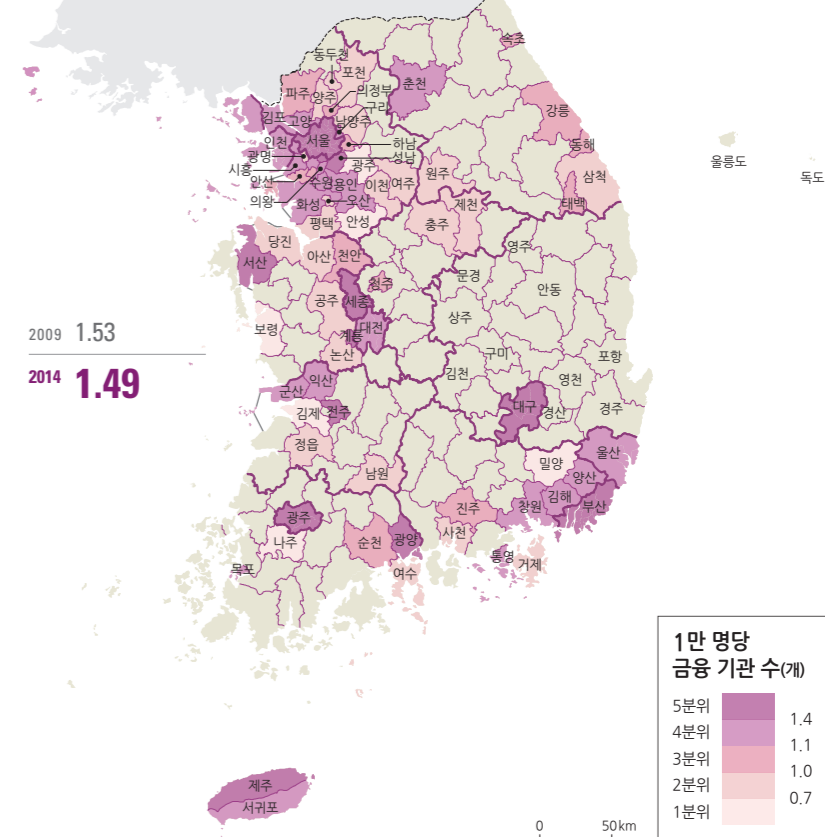 속초
동두천
포천
춘천
파주
양주
의정부
강릉
구리
김포
고양
남양주
서울
인천
하남
동해
광명
성남
시흥
광주
원주
삼척
안산
수원
용인
이천
여주
의왕
화성
오산
제천
태백
평택
안성
충주
울릉도
독도
당진
영주
서산
아산
천안
문경
청주
안동
공주
세종
보령
대전
상주
2009 1.53
계룡
논산
구미
포항
2014 1.49
김천
영천
익산
군산
대구
경산
경주
김제
전주
정읍
울산
밀양
남원
양산
김해
창원
부산
진주
광주
사천
나주
순천
광양
통영
거제
목포
여수
1만 명당
금융 기관 수(개)
5분위
1.4
4분위
1.1
3분위
1.0
2분위
0.7
1분위
제주
서귀포
0 50km